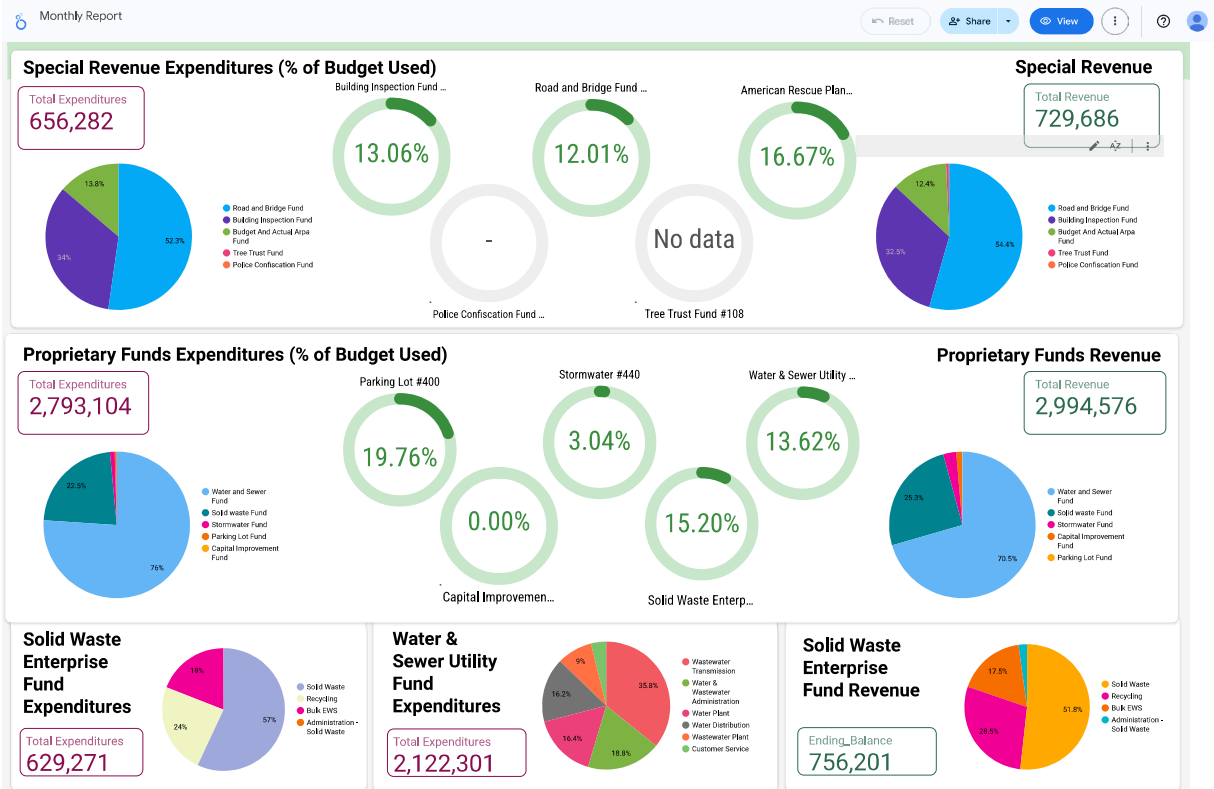 Monthly Report
Reset
Share
View
Special Revenue Expenditures (% of Budget Used)
Special Revenue
Total Expenditures
656,282
Building Inspection Fund ...
13.06%
Road and Bridge Fund ...
12.01%
American Rescue Plan...
16.67%
Total Revenue
729,686
13.8%
52.3%
34%
Road and Bridge Fund
Building Inspection Fund
Budget And Actual Arpa
Fund
Tree Trust Fund
Police Confiscation Fund
-
Police Confiscation Fund ...
No data
Tree Trust Fund #108
12.4%
54.4%
32.5%
Road and Bridge Fund
Building Inspection Fund
Budget And Actual Arpa
Fund
Tree Trust Fund
Police Confiscation Fund
Proprietary Funds Expenditures (% of Budget Used)
Proprietary Funds Revenue
Total Expenditures
2,793,104
Parking Lot #400
19.76%
Stormwater #440
3.04%
Water & Sewer Utility ...
13.62%
Total Revenue
2,994,576
22.5%
76%
Water and Sewer
Fund
Solid waste Fund
Stormwater Fund
Parking Lot Fund
Capital Improvement
Fund
0.00%
Capital Improvemen...
15.20%
Solid Waste Enterp...
25.3%
70.5%
Water and Sewer
Fund
Solid waste Fund
Stormwater Fund
Capital Improvement
Fund
Parking Lot Fund
Solid Waste
Enterprise
Fund
Expenditures
Total Expenditures
629,271
19%
24%
57%
Solid Waste
Recycling
Bulk EWS
Administration -
Solid Waste
Water &
Sewer Utility
Fund
Expenditures
Total Expenditures
2,122,301
9%
35.8%
16.2%
16.4%
18.8%
Wastewater
Transmission
Water &
Wastewater
Administration
Water Plant
Water Distribution
Wastewater Plant
Customer Service
Solid Waste
Enterprise
Fund Revenue
Ending_Balance
756,201
17.5%
51.8%
28.5%
Solid Waste
Recycling
Bulk EWS
Administration -
Solid Waste